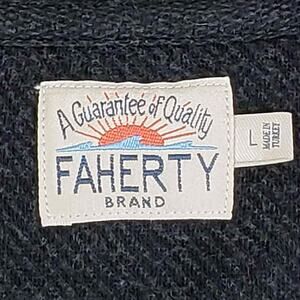 A Guarantee of Quality
FAHERTY
BRAND
L
MADE IN
TURKEY